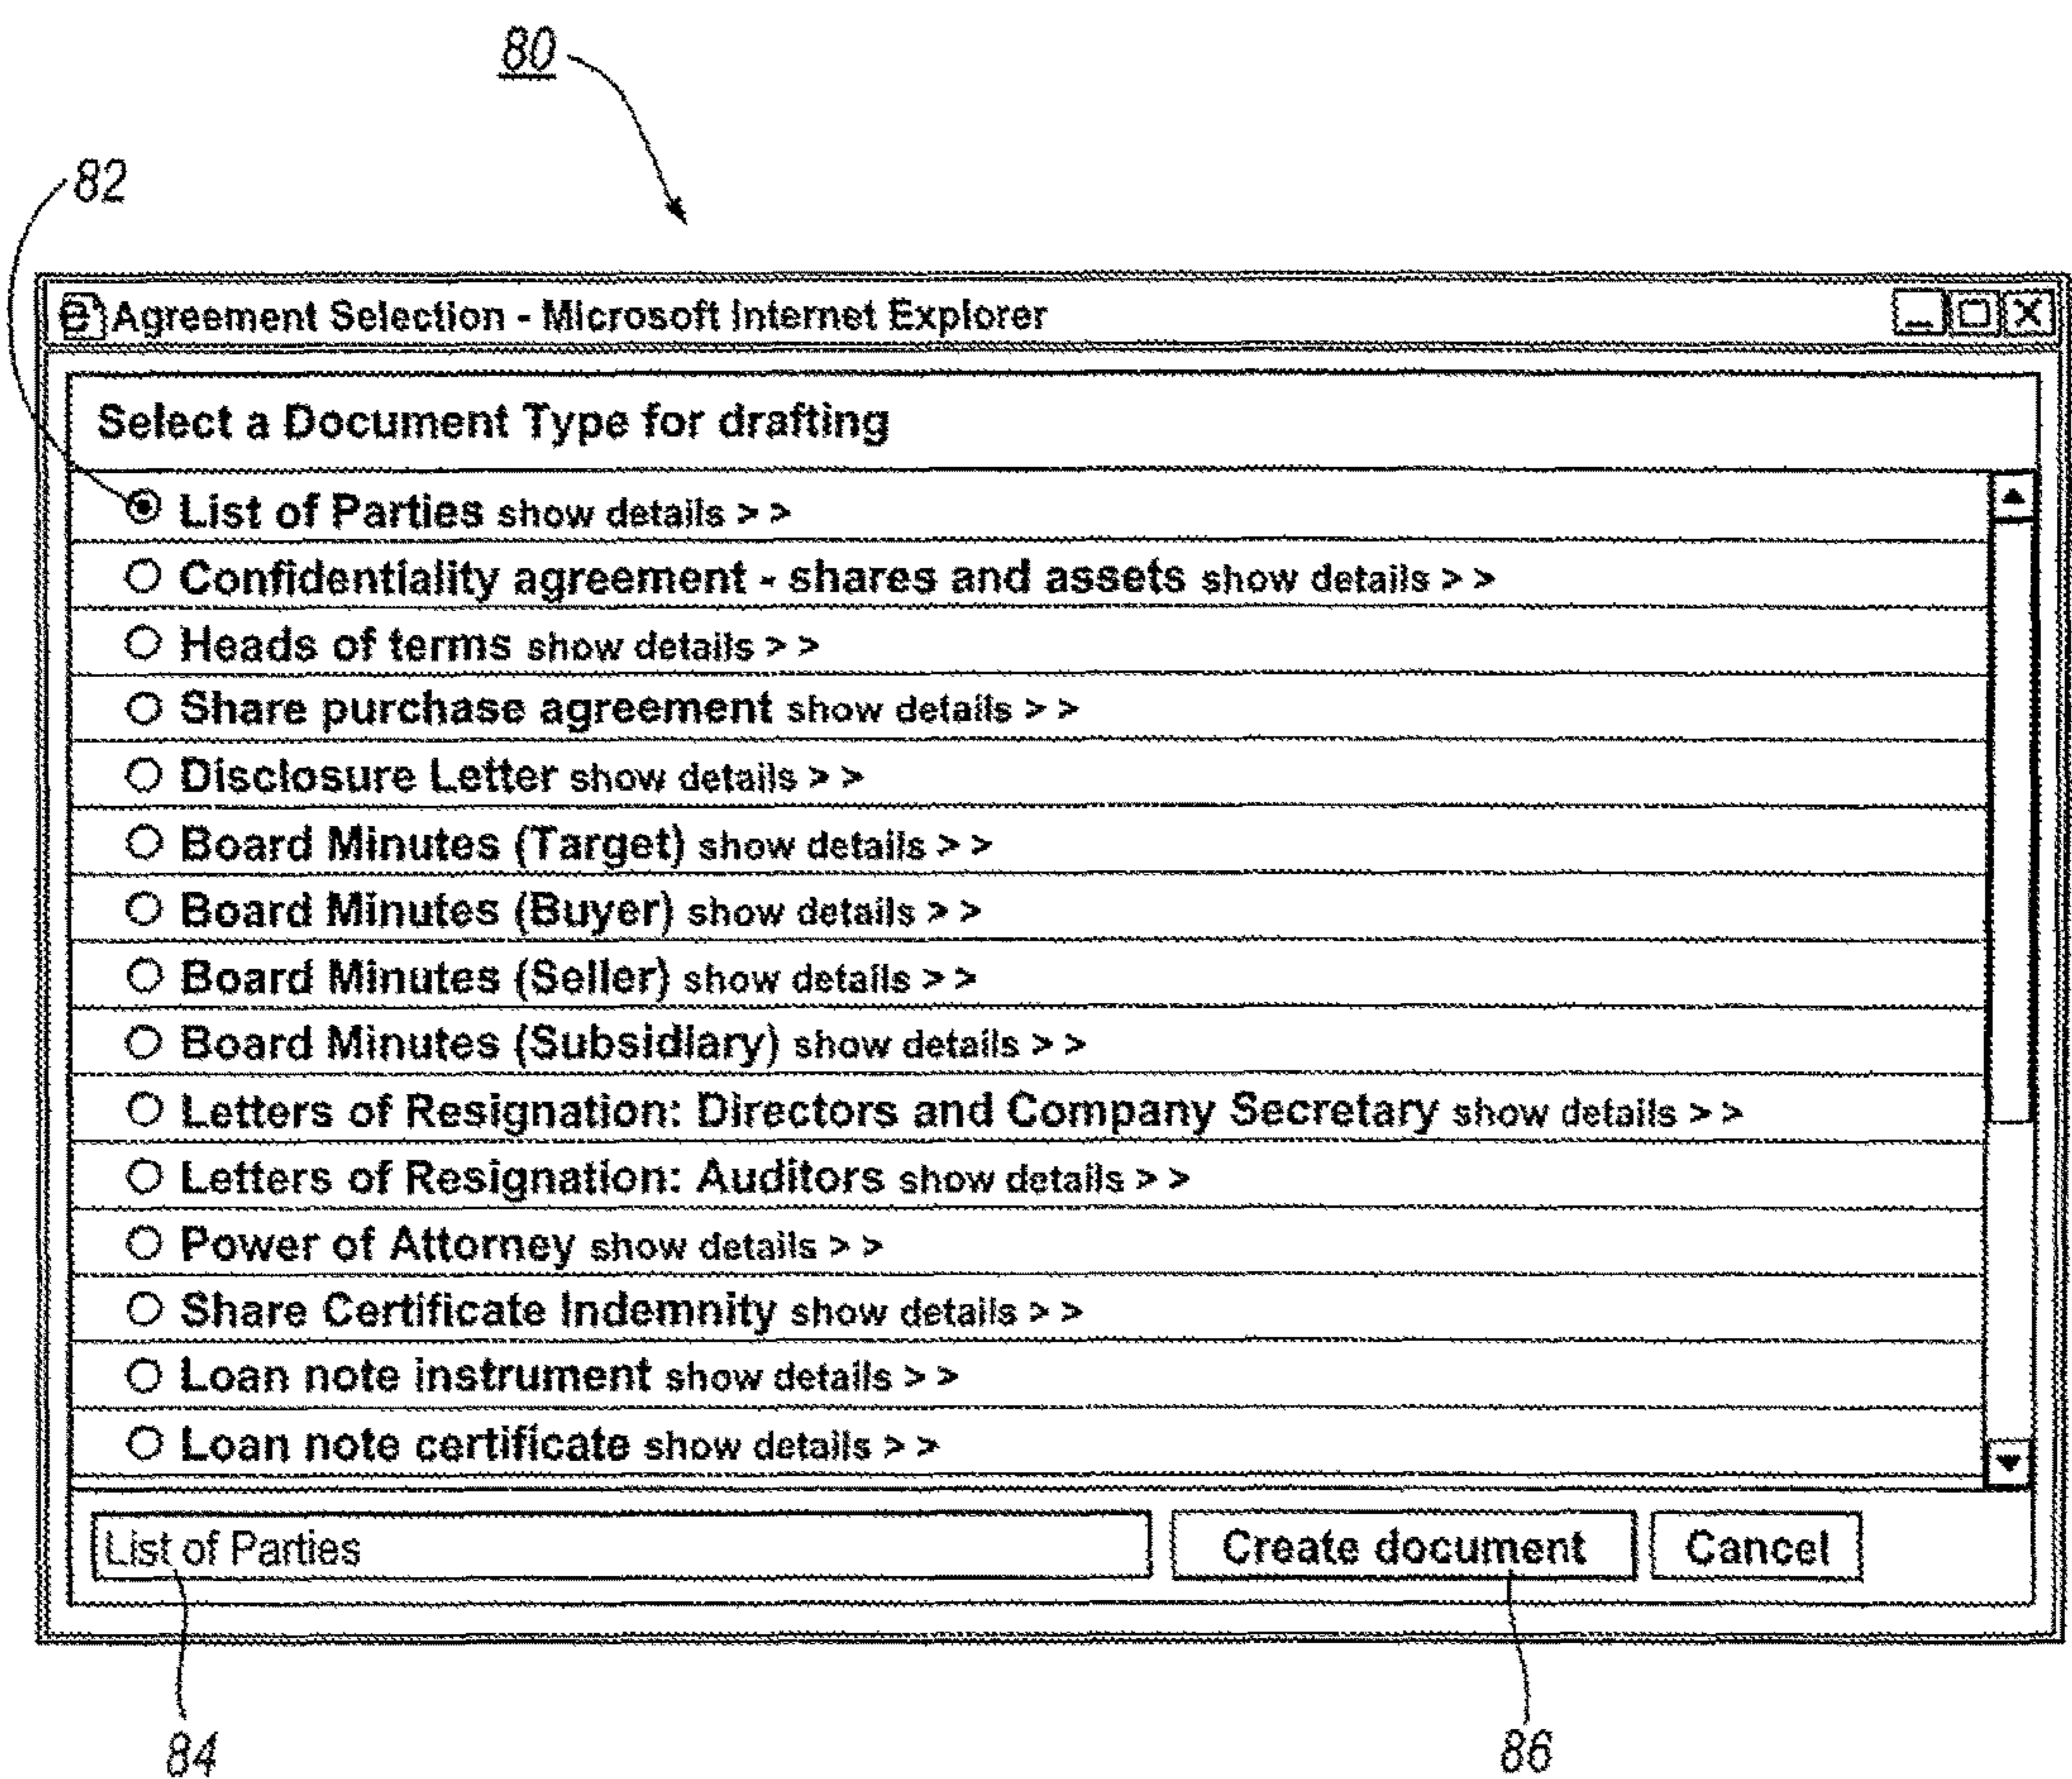 80
82
Agreement Selection - Microsoft Internet Explorer
Select a Document Type for drafting
List of Parties show details > >
Confidentiality agreement - shares and assets show details > >
Heads of terms show details > >
Share purchase agreement show details > >
Disclosure Letter show details > >
Board Minutes (Target) show details > >
Board Minutes (Buyer) show details > >
Board Minutes (Seller) show details > >
Board Minutes (Subsidiary) show details > >
Letters of Resignation: Directors and Company Secretary show details > >
Letters of Resignation: Auditors show details > >
Power of Attorney show details > >
Share Certificate Indemnity show details > >
Loan note instrument show details > >
Loan note certificate show details > >
List of Parties Create document Cancel
84 86